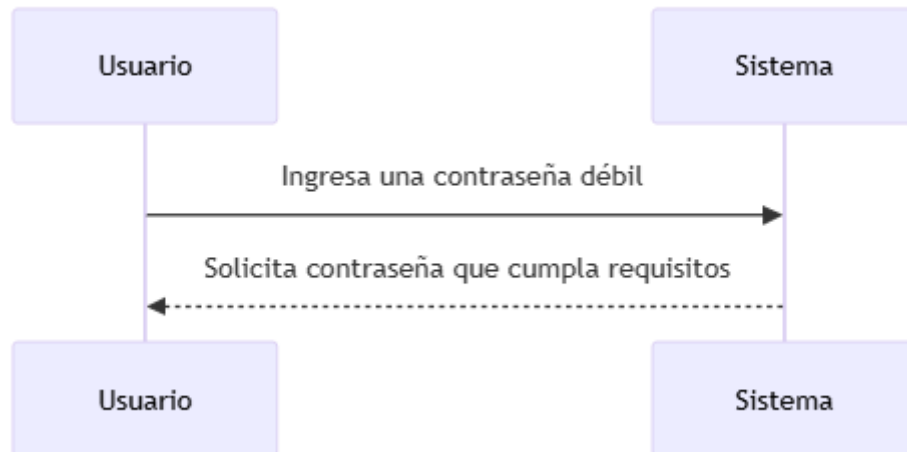 Usuario
Sistema
Ingresa una contraseña débil
Solicita contraseña que cumpla requisitos
Usuario
Sistema